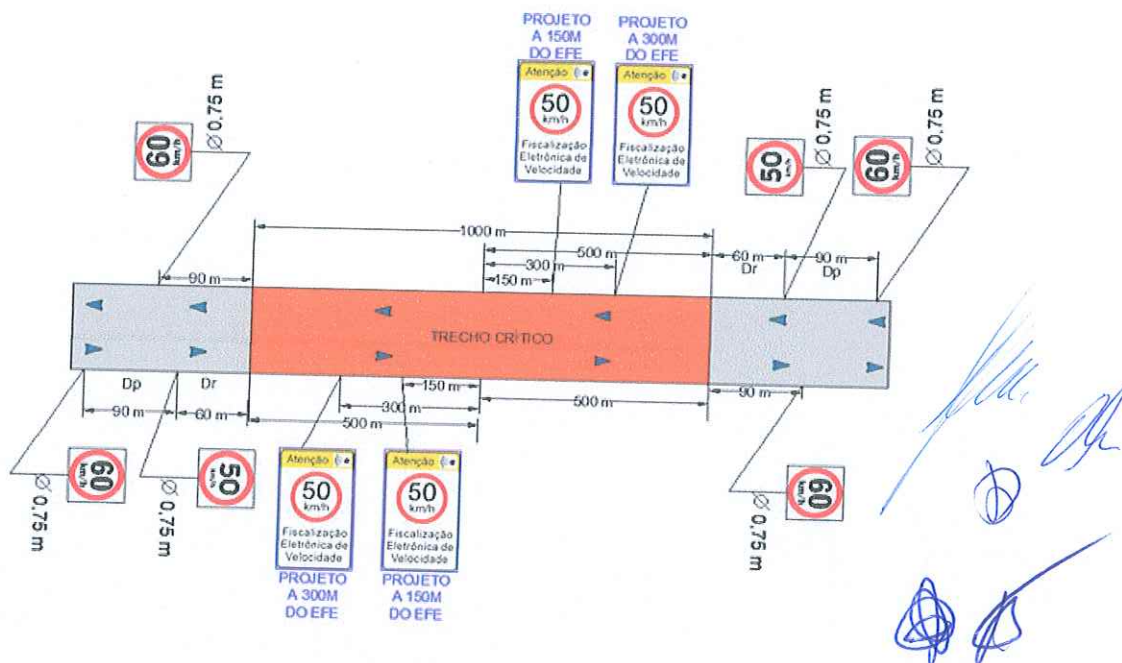 PROJETO
A 150M
DO EFE
PROJETO
A 300M
DO EFE
Atenção
50
km/h
Fiscalização
Eletrônica de
Velocidade
Atenção
50
km/h
Fiscalização
Eletrônica de
Velocidade
60
km/h
Ø 0,75 m
50
km/h
Ø 0,75 m
60
km/h
Ø 0,75 m
1000 m
500 m
300 m
150 m
90 m
60 m
Dr
90 m
Dp
TRECHO CRÍTICO
Dp
Dr
90 m
60 m
150 m
300 m
500 m
500 m
90 m
60
km/h
Ø 0,75 m
50
km/h
Ø 0,75 m
Atenção
50
km/h
Fiscalização
Eletrônica de
Velocidade
PROJETO
A 300M
DO EFE
Atenção
50
km/h
Fiscalização
Eletrônica de
Velocidade
PROJETO
A 150M
DO EFE
60
km/h
Ø 0,75 m